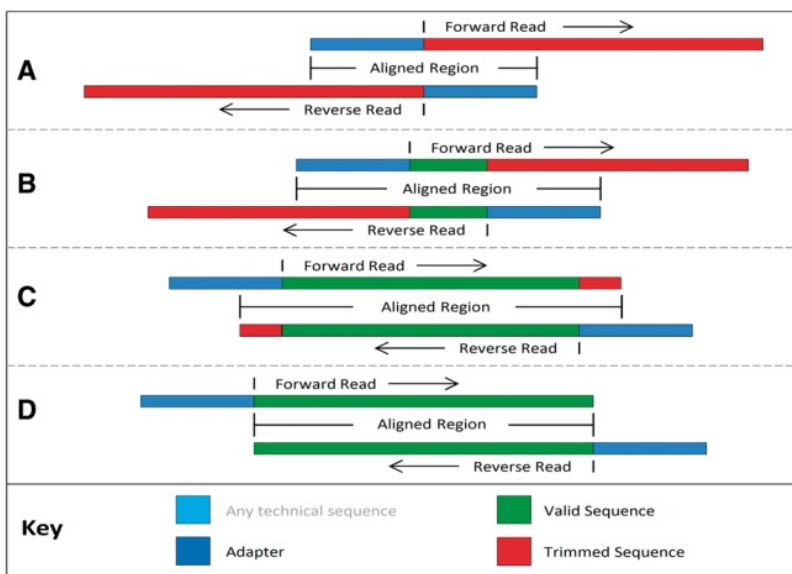 Forward Read
A
Aligned Region
Reverse Read
Forward Read
B
Aligned Region
Reverse Read
Forward Read
C
Aligned Region
Reverse Read
Forward Read
D
Aligned Region
Reverse Read
Key
Any technical sequence
Valid Sequence
Adapter
Trimmed Sequence